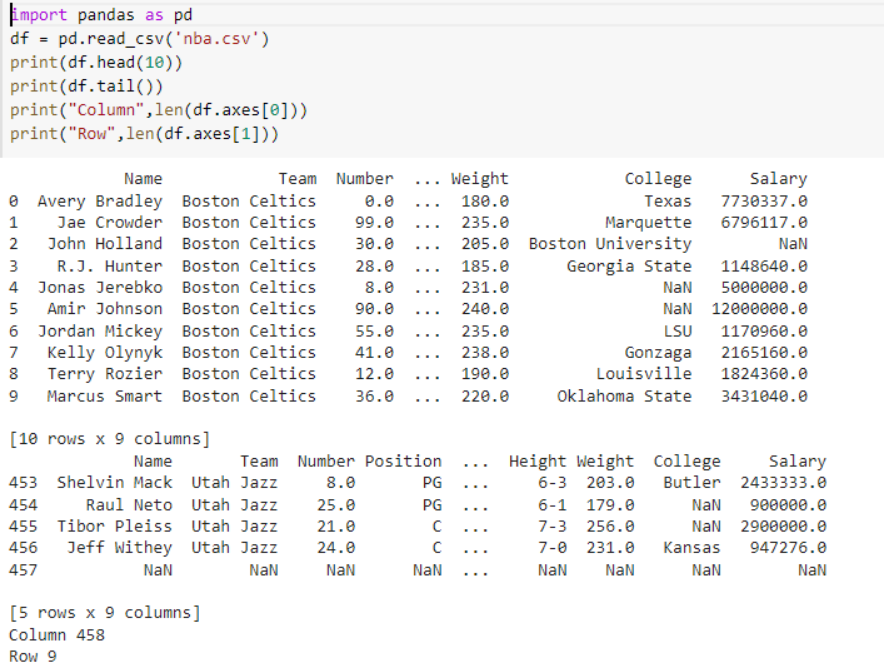 import pandas as pd
df = pd.read_csv('nba.csv')
print(df.head(10))
print(df.tail())
print("Column",len(df.axes[0]))
print("Row",len(df.axes[1]))
Name Team Number ... Weight College Salary
0 Avery Bradley Boston Celtics 0.0 ... 180.0 Texas 7730337.0
1 Jae Crowder Boston Celtics 99.0 ... 235.0 Marquette 6796117.0
2 John Holland Boston Celtics 30.0 ... 205.0 Boston University NaN
3 R.J. Hunter Boston Celtics 28.0 ... 185.0 Georgia State 1148640.0
4 Jonas Jerebko Boston Celtics 8.0 ... 231.0 NaN 5000000.0
5 Amir Johnson Boston Celtics 90.0 ... 240.0 NaN 12000000.0
6 Jordan Mickey Boston Celtics 55.0 ... 235.0 LSU 1170960.0
7 Kelly Olynyk Boston Celtics 41.0 ... 238.0 Gonzaga 2165160.0
8 Terry Rozier Boston Celtics 12.0 ... 190.0 Louisville 1824360.0
9 Marcus Smart Boston Celtics 36.0 ... 220.0 Oklahoma State 3431040.0
[10 rows x 9 columns]
Name Team Number Position ... Height Weight College Salary
453 Shelvin Mack Utah Jazz 8.0 PG ... 6-3 203.0 Butler 2433333.0
454 Raul Neto Utah Jazz 25.0 PG ... 6-1 179.0 NaN 900000.0
455 Tibor Pleiss Utah Jazz 21.0 C ... 7-3 256.0 NaN 2900000.0
456 Jeff Withey Utah Jazz 24.0 C ... 7-0 231.0 Kansas 947276.0
457 NaN NaN NaN NaN ... NaN NaN NaN NaN
[5 rows x 9 columns]
Column 458
Row 9